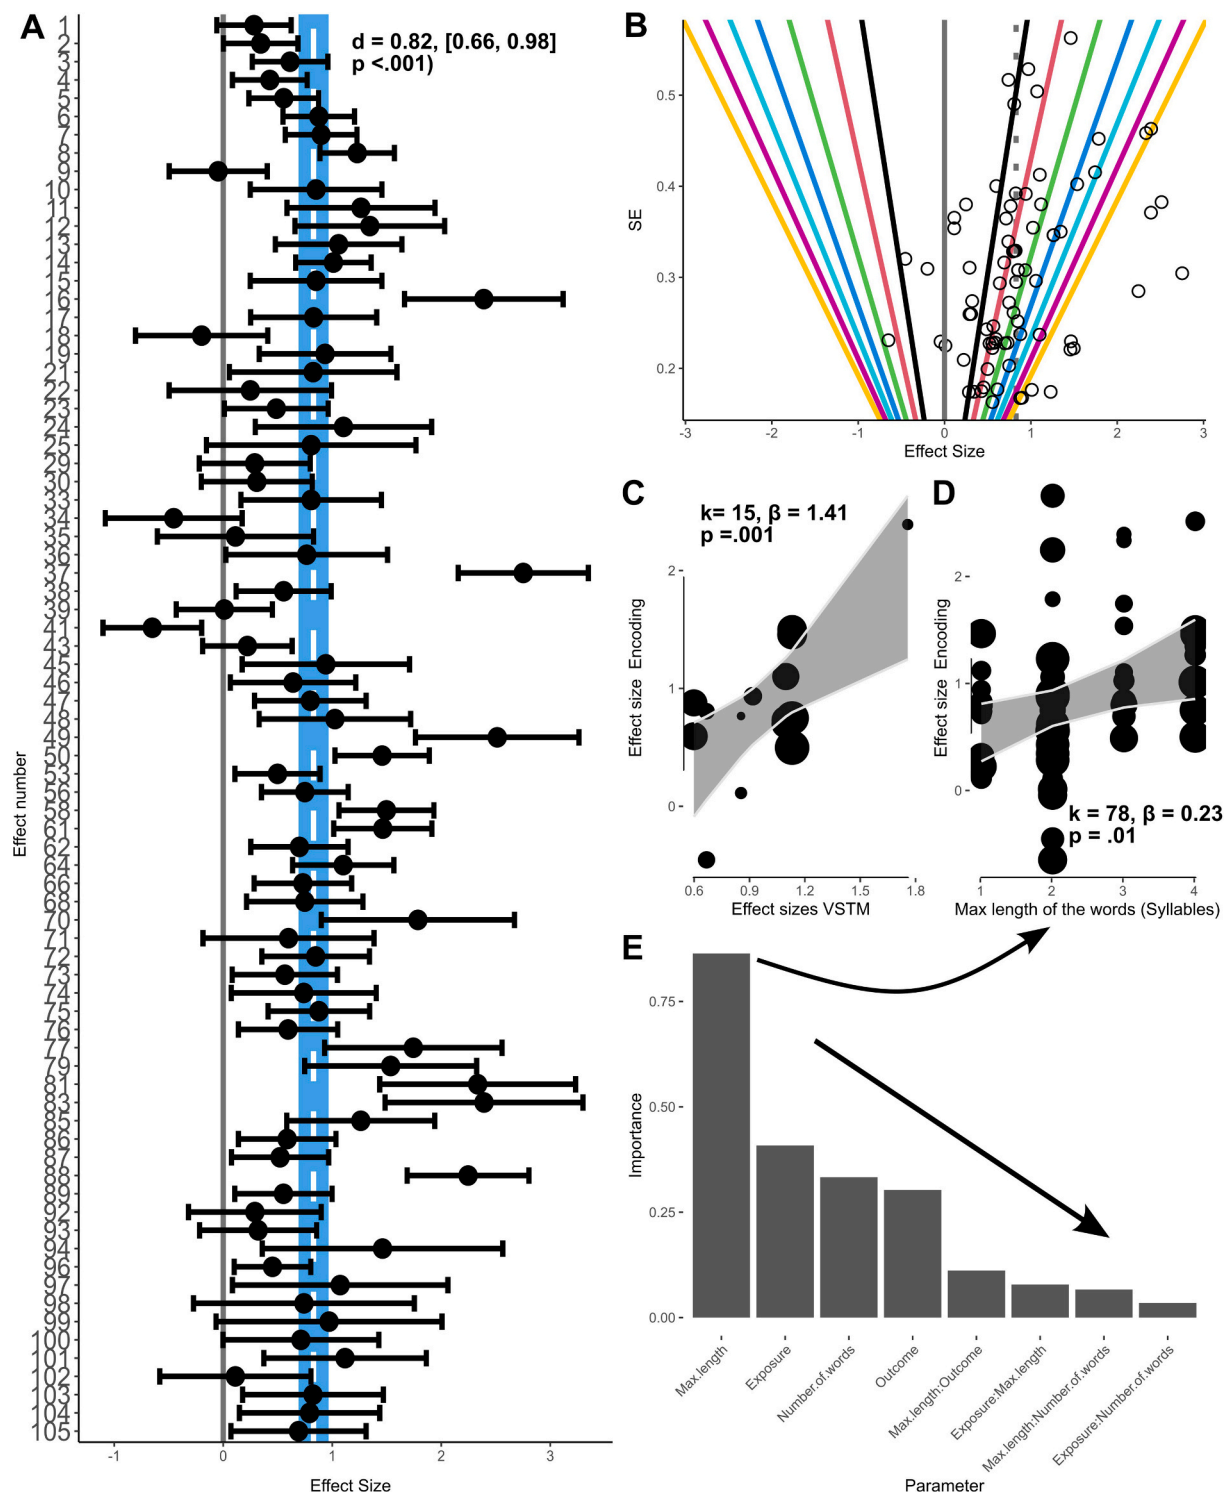 A
d = 0.82, [0.66, 0.98]
p <.001)
1
2
3
4
5
6
7
8
9
10
11
12
13
14
15
16
17
18
19
21
22
23
24
25
29
30
33
34
35
36
37
38
39
41
43
45
46
47
48
49
50
53
56
58
61
62
64
66
68
70
71
72
73
74
75
76
77
79
81
83
85
86
87
88
89
92
93
94
96
97
98
99
100
101
102
103
104
105
Effect number
-1 0 1 2 3
Effect Size
B
0.5
0.4
0.3
0.2
SE
-3 -2 -1 0 1 2 3
Effect Size
C
k= 15, β = 1.41
p =.001
2
1
0
Effect size Encoding
0.6 0.9 1.2 1.5 1.8
Effect sizes VSTM
D
2
1
0
Effect size Encoding
k = 78, β = 0.23
p = .01
1 2 3 4
Max length of the words (Syllables)
E
0.75
0.50
0.25
0.00
Importance
Max.length
Exposure
Number.of.words
Outcome
Max.length:Outcome
Exposure:Max.length
Max.length:Number.of.words
Exposure:Number.of.words
Parameter